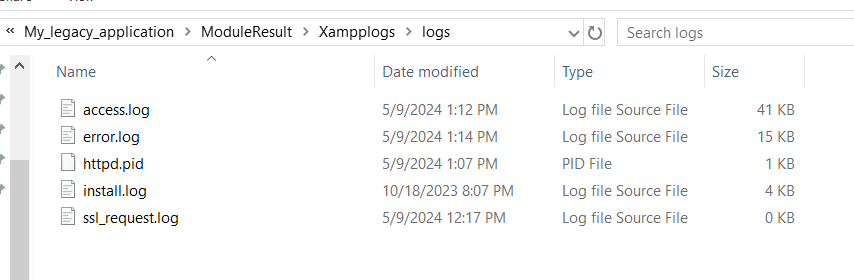 « My_legacy_application > ModuleResult > Xampplogs > logs Search logs
Name Date modified Type Size
access.log 5/9/2024 1:12 PM Log file Source File 41 KB
error.log 5/9/2024 1:14 PM Log file Source File 15 KB
httpd.pid 5/9/2024 1:07 PM PID File 1 KB
install.log 10/18/2023 8:07 PM Log file Source File 4 KB
ssl_request.log 5/9/2024 12:17 PM Log file Source File 0 KB